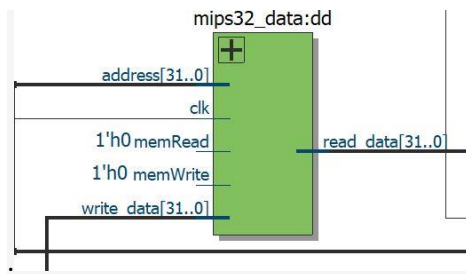 mips32_data:dd
address[31..0]
clk
1'h0 memRead
read_data[31..0]
1'h0 memWrite
write_data[31..0]